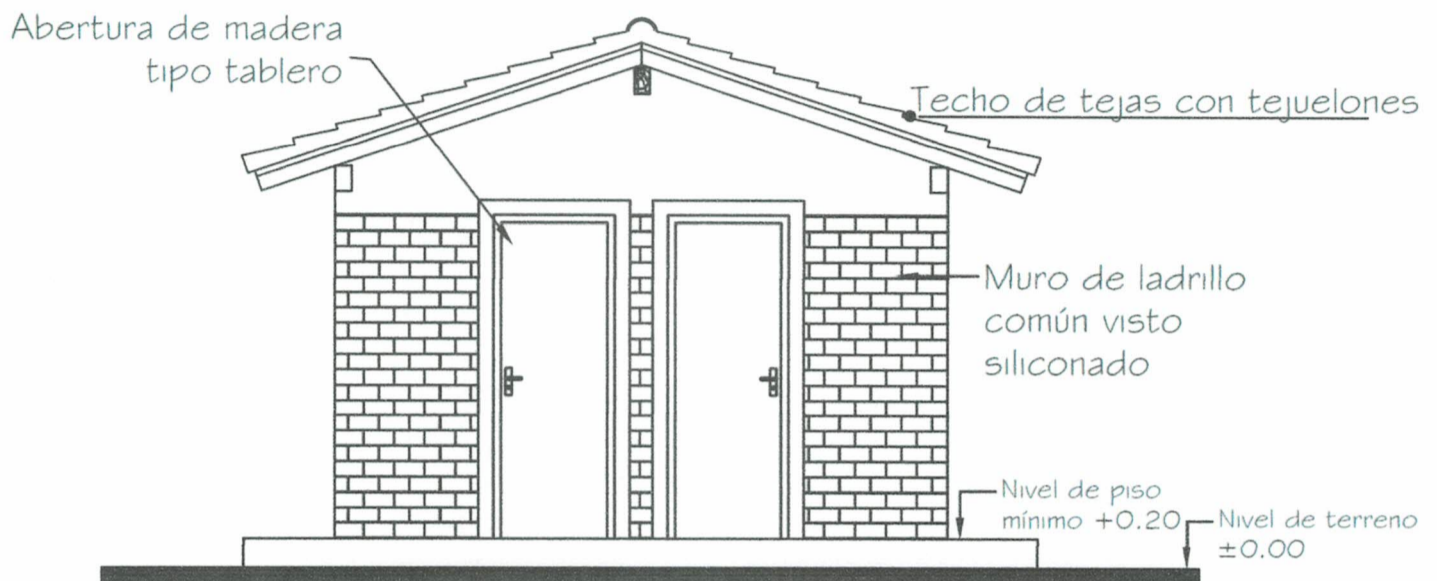 Abertura de madera
tipo tablero
Techo de tejas con tejuelones
Muro de ladrillo
común visto
siliconado
Nivel de piso
mínimo +0.20
Nivel de terreno
±0.00